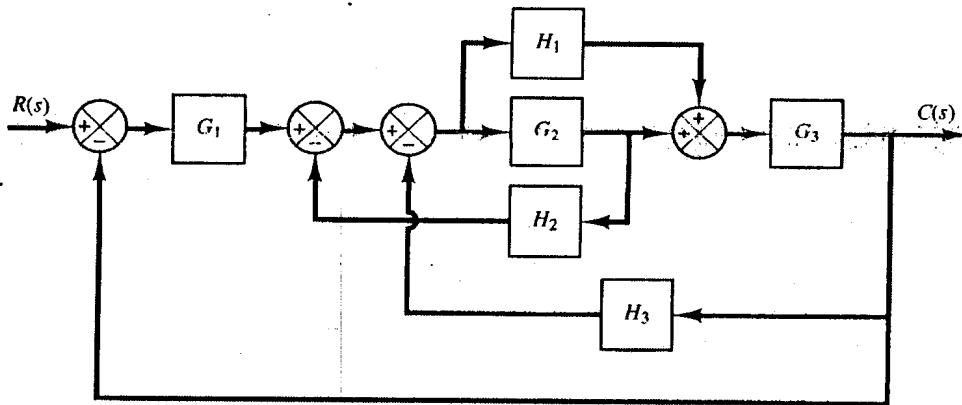 H₁
R(s)
+
−
G₁
+
−
+
−
G₂
+
+
G₃
C(s)
H₂
H₃